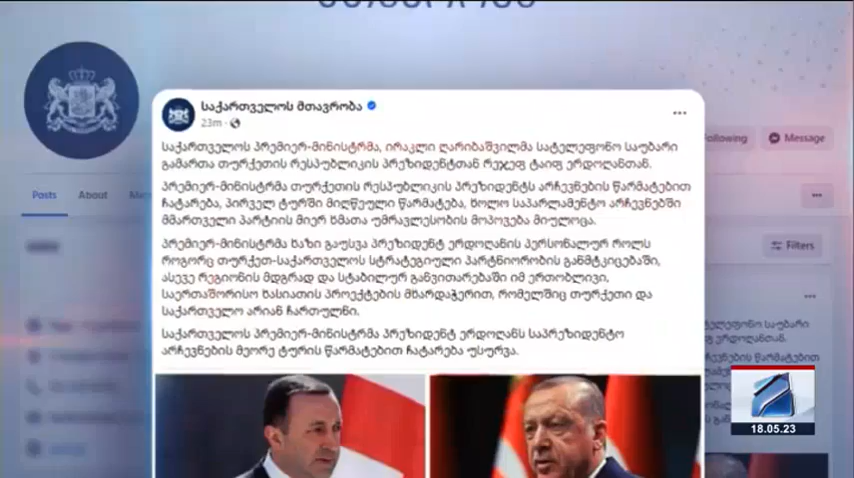 საქართველოს მთავრობა
23m
საქართველოს პრემიერ-მინისტრმა, ირაკლი ღარიბაშვილმა სატელეფონო საუბარი
გამართა თურქეთის რესპუბლიკის პრეზიდენტთან რეჯეფ ტაიფ ერდოღანთან.
პრემიერ-მინისტრმა თურქეთის რესპუბლიკის პრეზიდენტს არჩევნების წარმატებით
ჩატარება, პირველ ტურში მიღწეული წარმატება, ხოლო საპარლამენტო არჩევნებში
მმართველი პარტიის მიერ ხმათა უმრავლესობის მოპოვება მიულოცა.
პრემიერ-მინისტრმა ხაზი გაუსვა პრეზიდენტ ერდოღანის პერსონალურ როლს
როგორც თურქეთ-საქართველოს სტრატეგიული პარტნიორობის განმტკიცებაში,
ასევე რეგიონის მდგრად და სტაბილურ განვითარებაში იმ ერთობლივი,
საერთაშორისო ხასიათის პროექტების მხარდაჭერით, რომელშიც თურქეთი და
საქართველო არიან ჩართულნი.
საქართველოს პრემიერ-მინისტრმა პრეზიდენტ ერდოღანს საპრეზიდენტო
არჩევნების მეორე ტურის წარმატებით ჩატარება უსურვა.
Following
Message
Posts
About
Filters
18.05.23